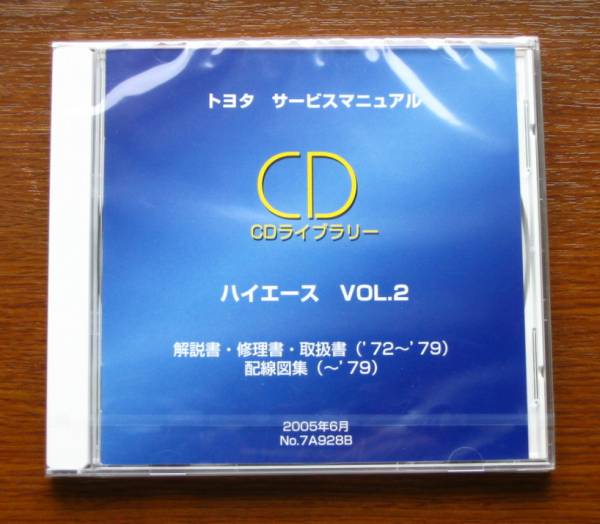 トヨタ　サービスマニュアル
CD
CDライブラリー
ハイエース　VOL.2
解説書・修理書・取扱書（'72～'79）
配線図集（～'79）
2005年6月
No.7A928B